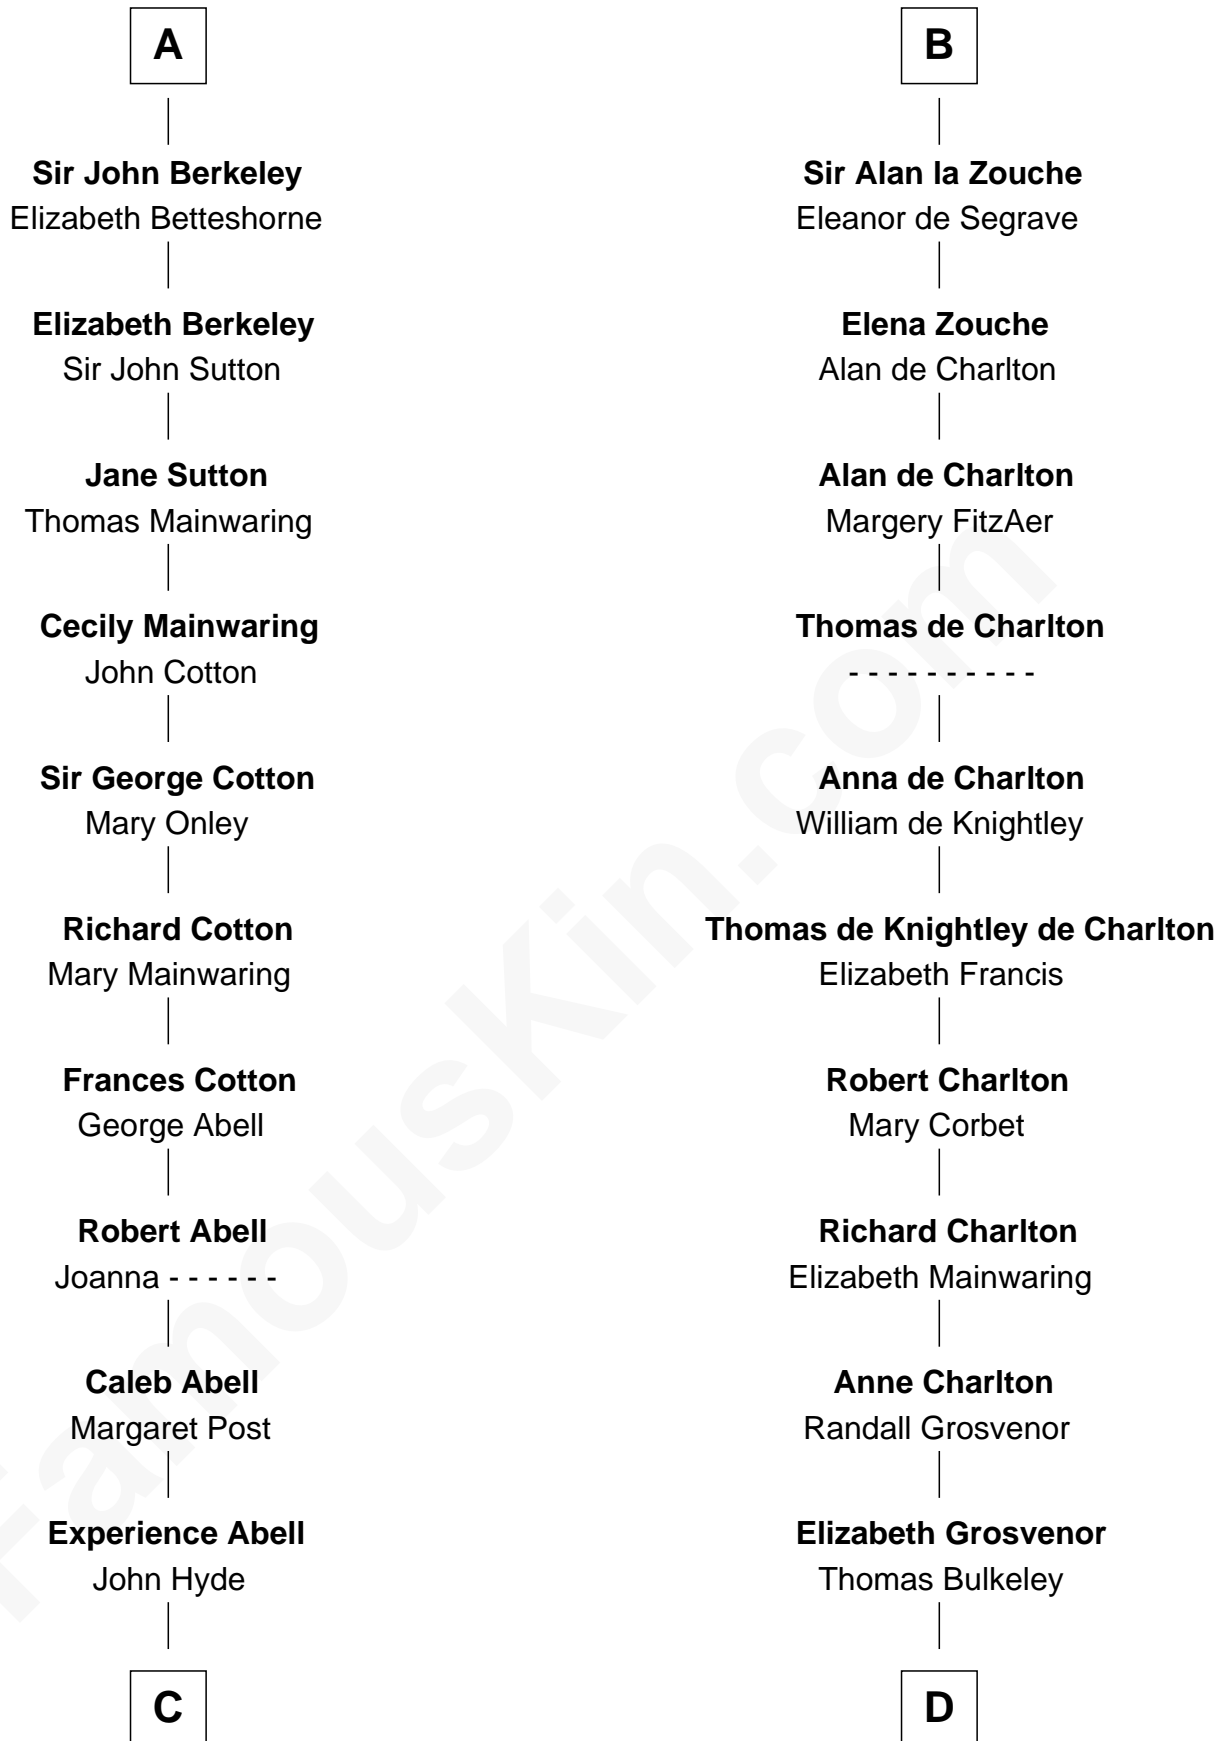 A
Sir John Berkeley
Elizabeth Betteshorne
Elizabeth Berkeley
Sir John Sutton
Jane Sutton
Thomas Mainwaring
Cecily Mainwaring
John Cotton
Sir George Cotton
Mary Onley
Richard Cotton
Mary Mainwaring
Frances Cotton
George Abell
Robert Abell
Joanna - - - - - -
Caleb Abell
Margaret Post
Experience Abell
John Hyde
C
B
Sir Alan la Zouche
Eleanor de Segrave
Elena Zouche
Alan de Charlton
Alan de Charlton
Margery FitzAer
Thomas de Charlton
- - - - - - - - - -
Anna de Charlton
William de Knightley
Thomas de Knightley de Charlton
Elizabeth Francis
Robert Charlton
Mary Corbet
Richard Charlton
Elizabeth Mainwaring
Anne Charlton
Randall Grosvenor
Elizabeth Grosvenor
Thomas Bulkeley
D
FamousKin.com